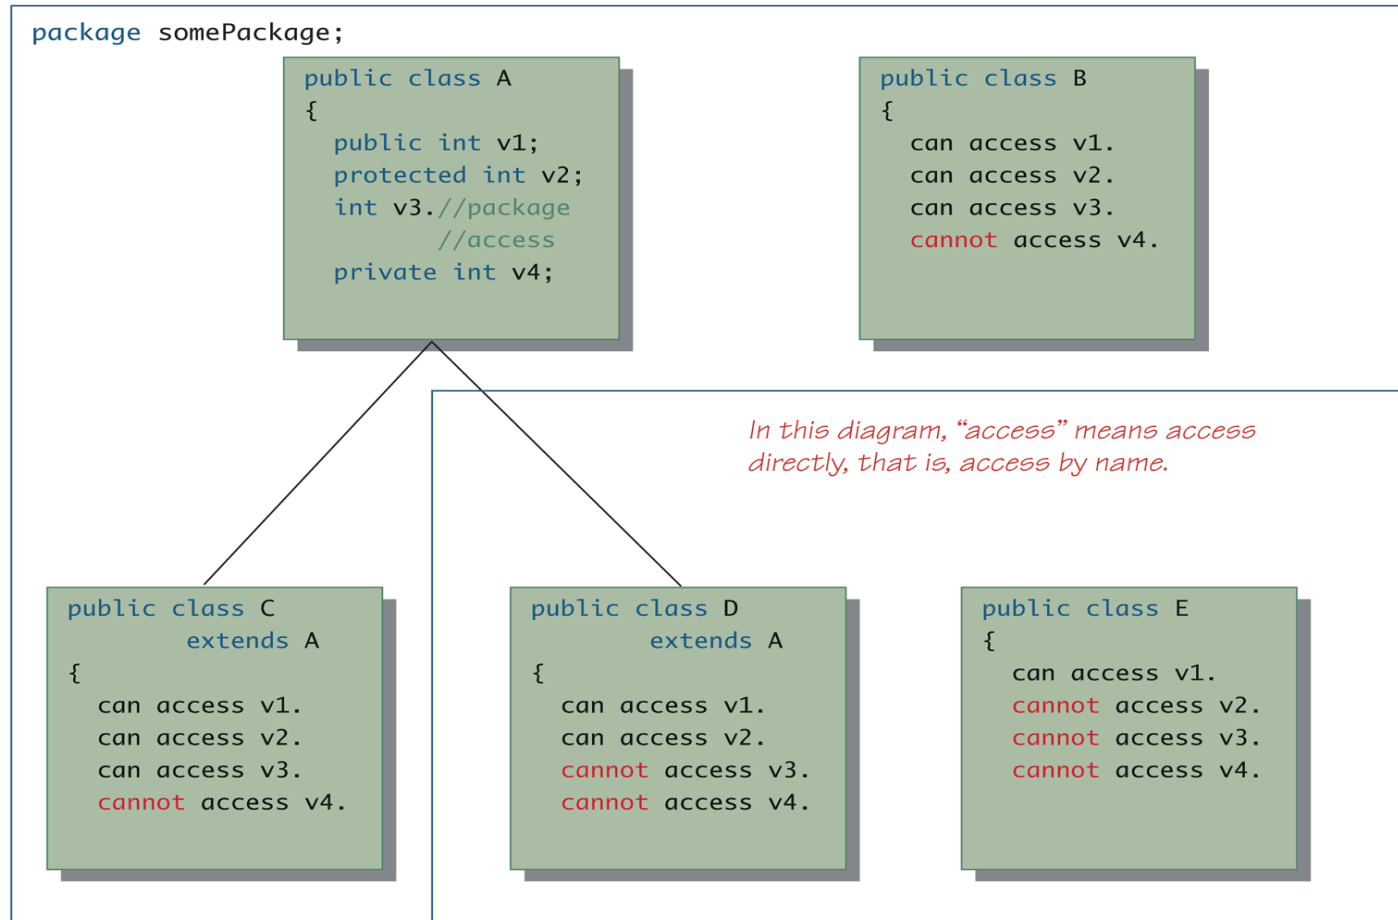 package somePackage;
public class A
{
public int v1;
protected int v2;
int v3.//package
//access
private int v4;
public class B
{
can access v1.
can access v2.
can access v3.
cannot access v4.
In this diagram, “access” means access
directly, that is, access by name.
public class C
extends A
{
can access v1.
can access v2.
can access v3.
cannot access v4.
public class D
extends A
{
can access v1.
can access v2.
cannot access v3.
cannot access v4.
public class E
{
can access v1.
cannot access v2.
cannot access v3.
cannot access v4.